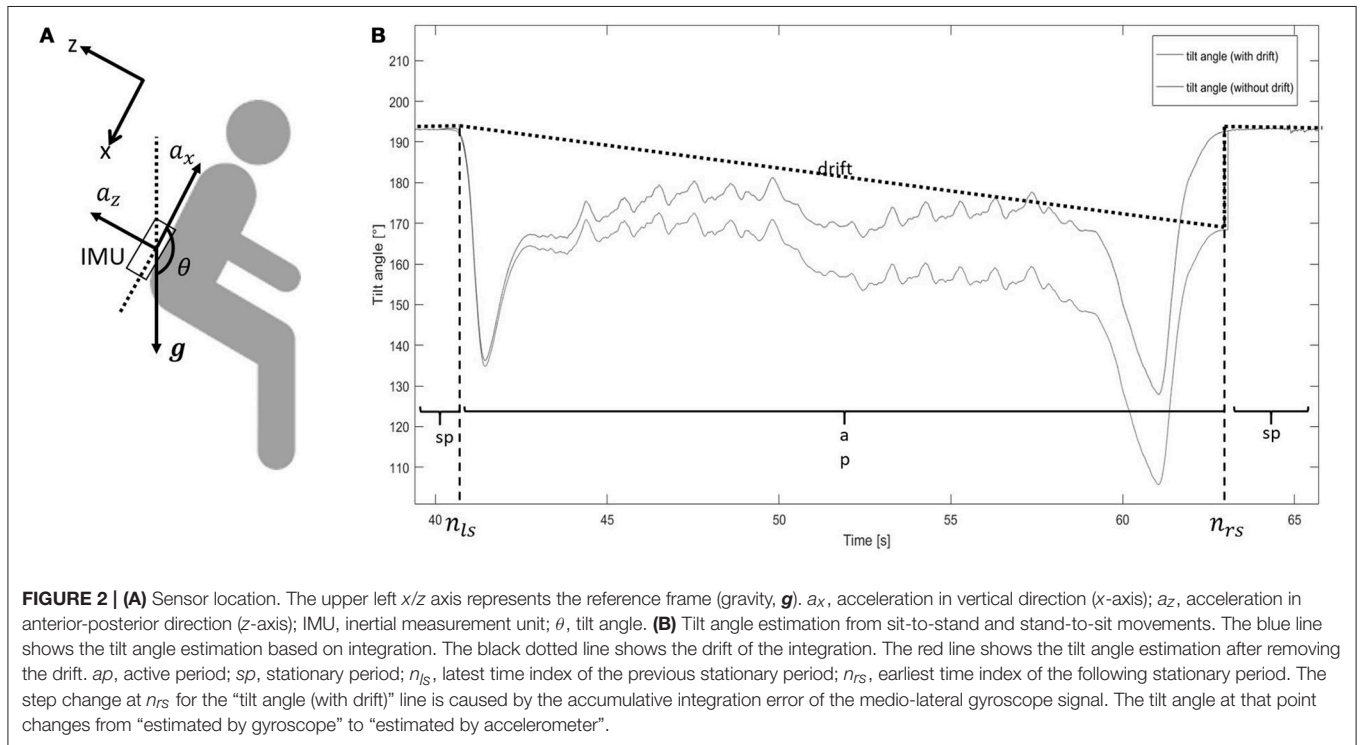 A
z
x
a_x
a_z
IMU
θ
g
B
210
200
190
180
170
160
150
140
130
120
110
Tilt angle [°]
tilt angle (with drift)
tilt angle (without drift)
drift
sp
a
p
sp
40
45
50
55
60
65
n_ls
n_rs
Time [s]
FIGURE 2 | (A) Sensor location. The upper left x/z axis represents the reference frame (gravity, g). a_x, acceleration in vertical direction (x-axis); a_z, acceleration in
anterior-posterior direction (z-axis); IMU, inertial measurement unit; θ, tilt angle. (B) Tilt angle estimation from sit-to-stand and stand-to-sit movements. The blue line
shows the tilt angle estimation based on integration. The black dotted line shows the drift of the integration. The red line shows the tilt angle estimation after removing
the drift. ap, active period; sp, stationary period; n_ls, latest time index of the previous stationary period; n_rs, earliest time index of the following stationary period. The
step change at n_rs for the “tilt angle (with drift)” line is caused by the accumulative integration error of the medio-lateral gyroscope signal. The tilt angle at that point
changes from “estimated by gyroscope” to “estimated by accelerometer”.